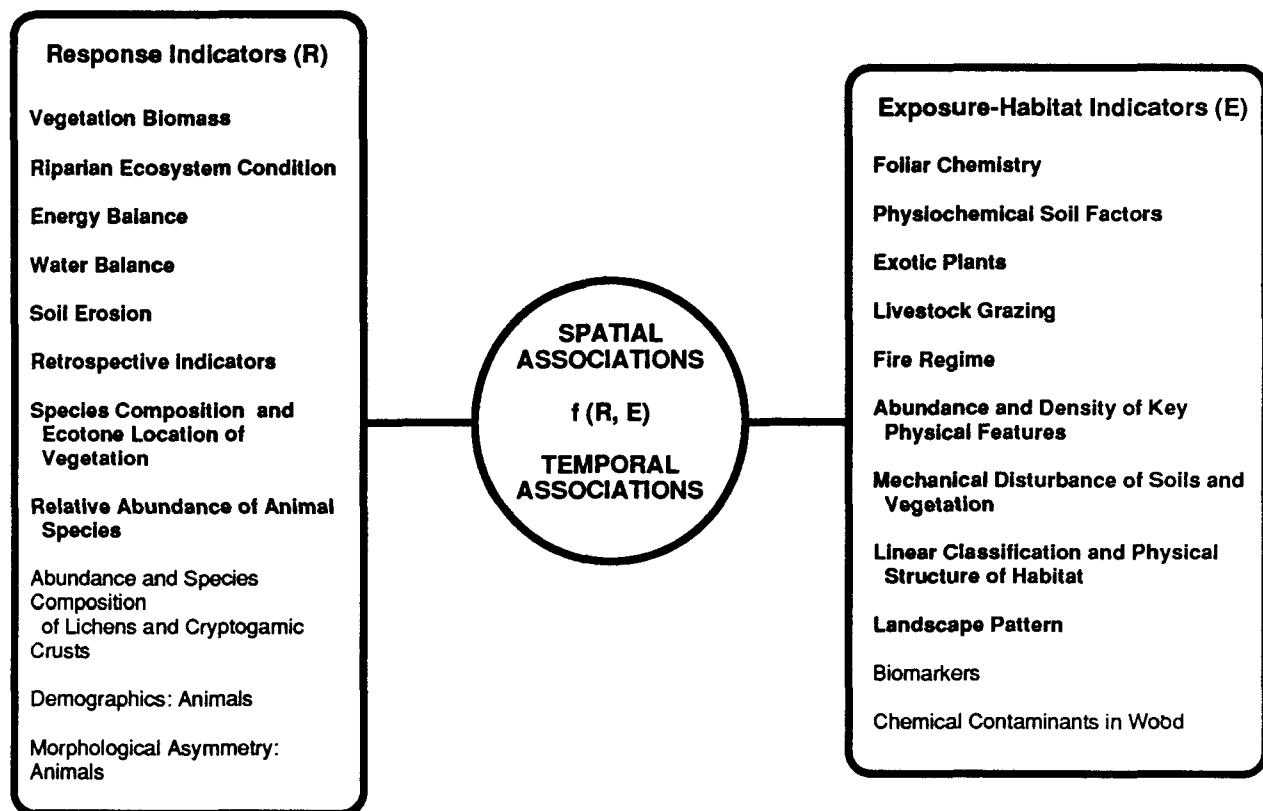 Response Indicators (R)
Vegetation Biomass
Riparian Ecosystem Condition
Energy Balance
Water Balance
Soil Erosion
Retrospective Indicators
Species Composition and
Ecotone Location of
Vegetation
Relative Abundance of Animal
Species
Abundance and Species
Composition
of Lichens and Cryptogamic
Crusts
Demographics: Animals
Morphological Asymmetry:
Animals
SPATIAL
ASSOCIATIONS
f (R, E)
TEMPORAL
ASSOCIATIONS
Exposure-Habitat Indicators (E)
Foliar Chemistry
Physiochemical Soil Factors
Exotic Plants
Livestock Grazing
Fire Regime
Abundance and Density of Key
Physical Features
Mechanical Disturbance of Soils and
Vegetation
Linear Classification and Physical
Structure of Habitat
Landscape Pattern
Biomarkers
Chemical Contaminants in Wood